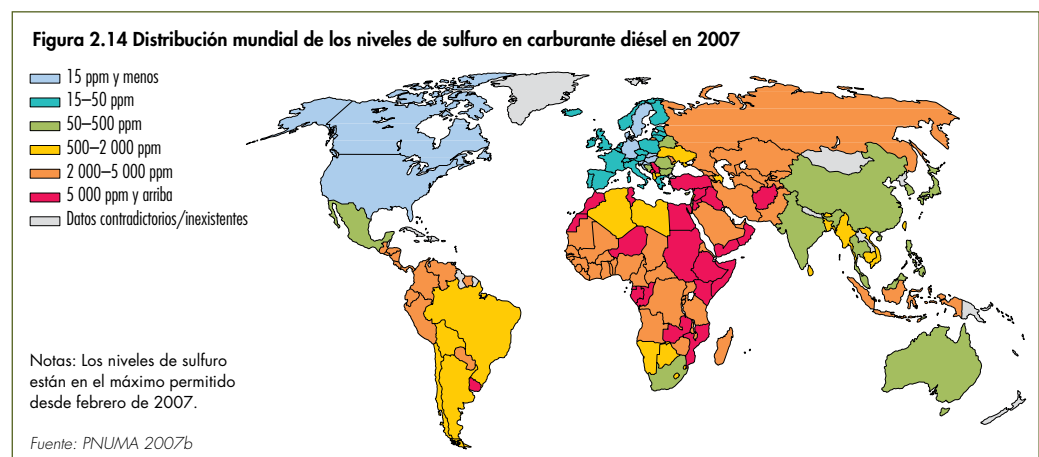 Figura 2.14 Distribución mundial de los niveles de sulfuro en carburante diésel en 2007
15 ppm y menos
15–50 ppm
50–500 ppm
500–2 000 ppm
2 000–5 000 ppm
5 000 ppm y arriba
Datos contradictorios/inexistentes
Notas: Los niveles de sulfuro
están en el máximo permitido
desde febrero de 2007.
Fuente: PNUMA 2007b